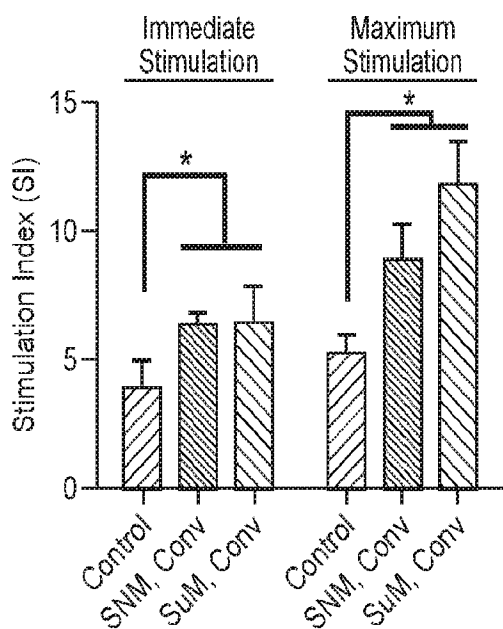 Immediate
Stimulation
Maximum
Stimulation
*
*
Stimulation Index (SI)
15
10
5
0
Control
SNM, Conv
SuM, Conv
Control
SNM, Conv
SuM, Conv